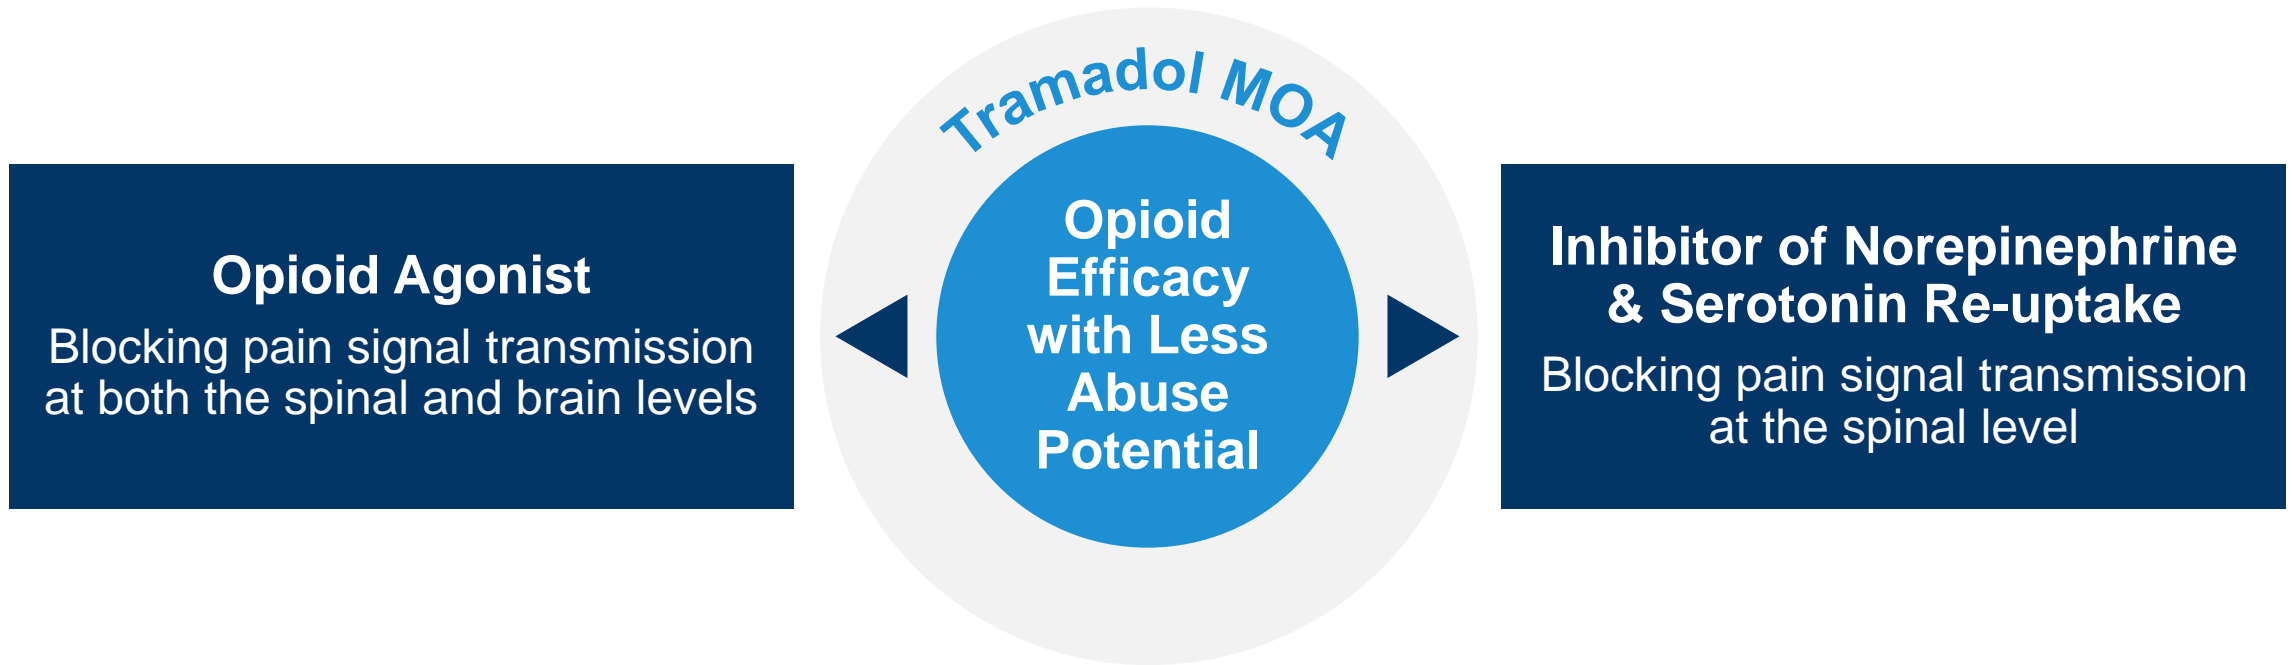 Tramadol MOA
Opioid Agonist
Blocking pain signal transmission
at both the spinal and brain levels
Opioid
Efficacy
with Less
Abuse
Potential
Inhibitor of Norepinephrine
& Serotonin Re-uptake
Blocking pain signal transmission
at the spinal level